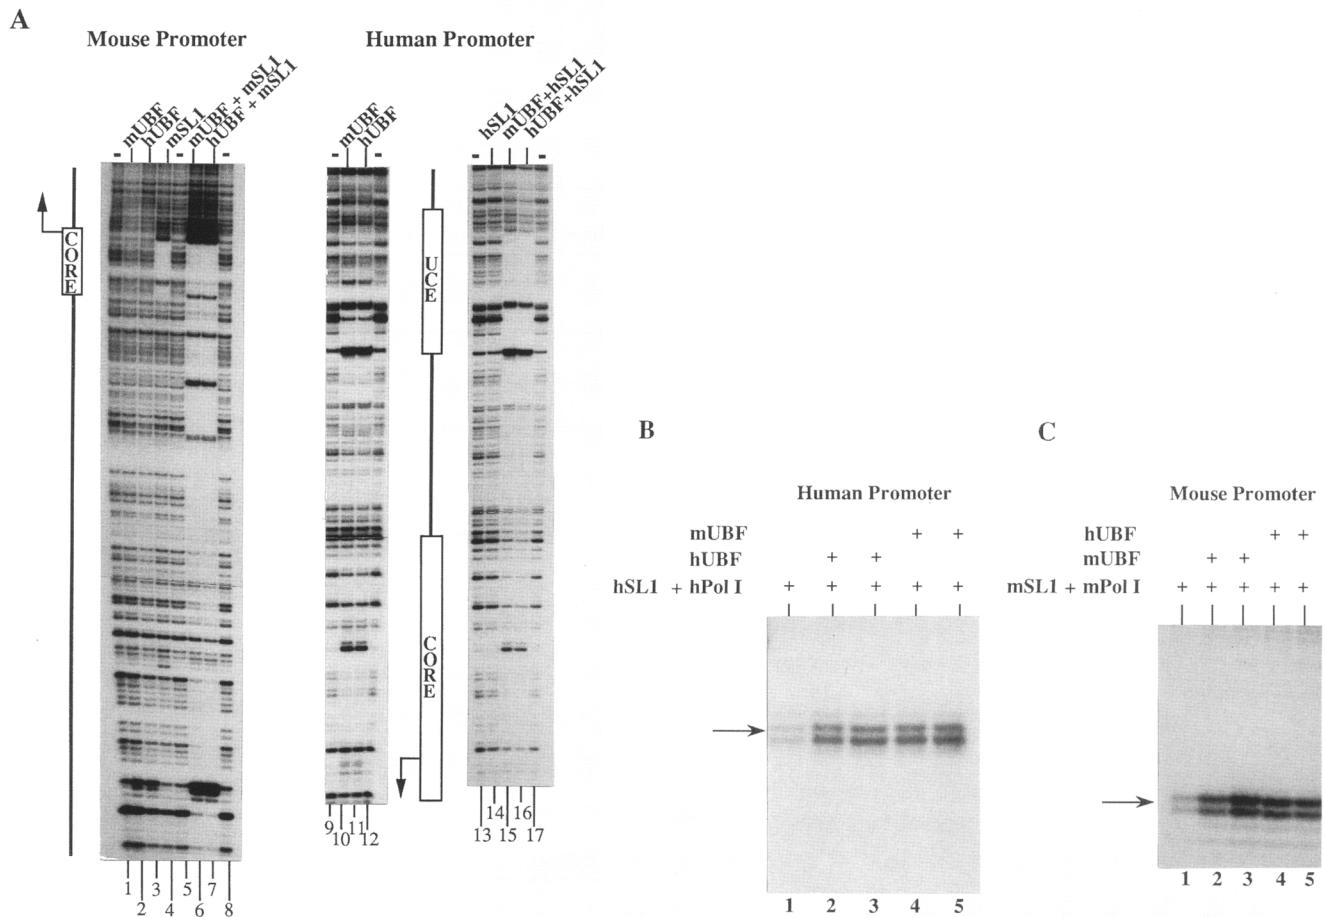 A
Mouse Promoter
Human Promoter
- mUBF hUBF mSL1 - mUBF + mSL1 hUBF + mSL1 -
- mUBF hUBF -
- hSL1 mUBF+hSL1 hUBF+hSL1 -
CORE
UCE
CORE
1 2 3 4 5 6 7 8
9 10 11 12
13 14 15 16 17
B
Human Promoter
mUBF + +
hUBF + +
hSL1 + hPol I + + + + +
1 2 3 4 5
C
Mouse Promoter
hUBF + +
mUBF + +
mSL1 + mPol I + + + + +
1 2 3 4 5